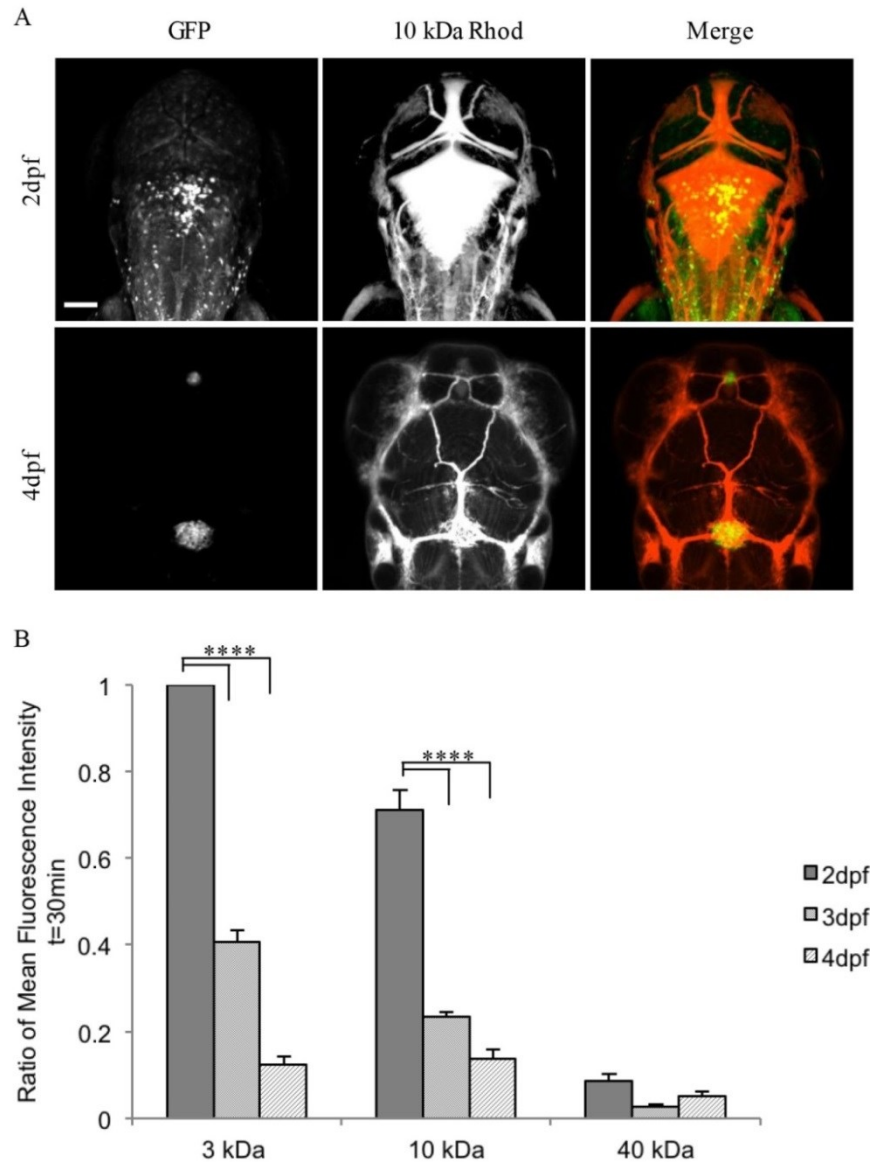 A
GFP
10 kDa Rhod
Merge
2dpf
4dpf
B
****
****
1
0.8
0.6
0.4
0.2
0
Ratio of Mean Fluorescence Intensity
t=30min
3 kDa
10 kDa
40 kDa
2dpf
3dpf
4dpf